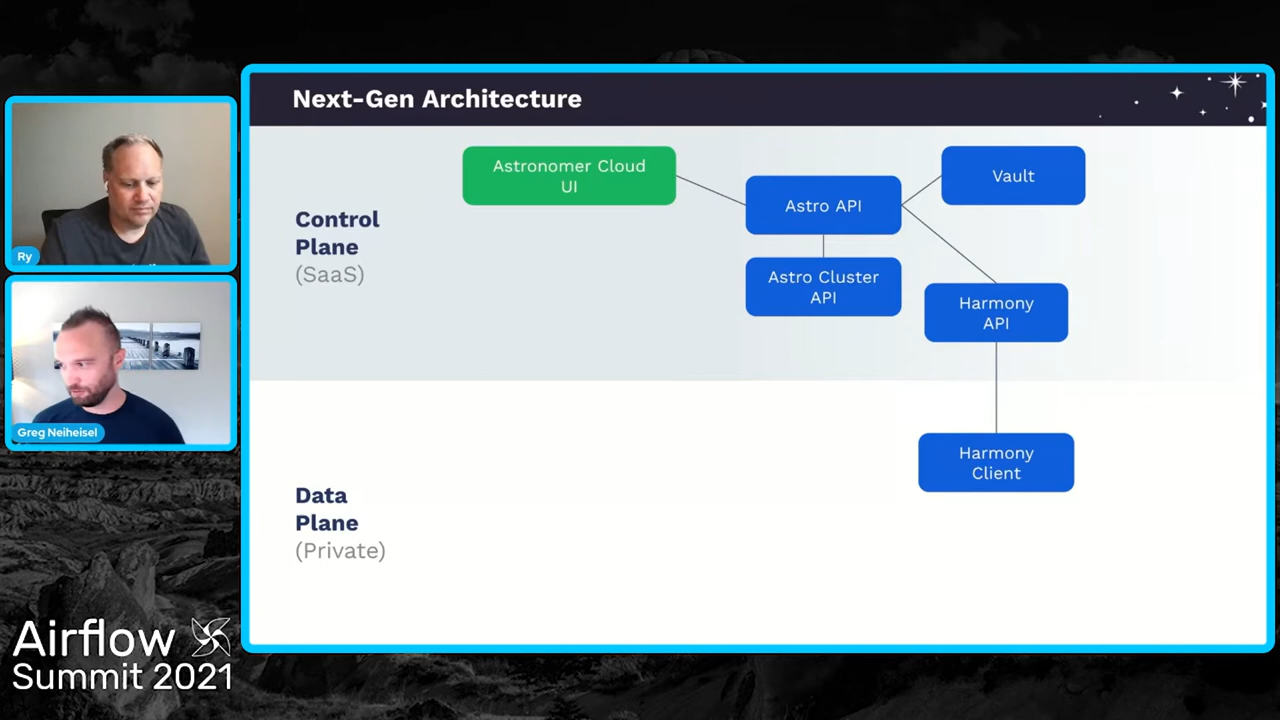 Next-Gen Architecture
Astronomer Cloud
UI
Astro API
Vault
Control
Plane
(SaaS)
Astro Cluster
API
Harmony
API
Harmony
Client
Data
Plane
(Private)
Ry
Greg Neiheisel
Airflow
Summit 2021